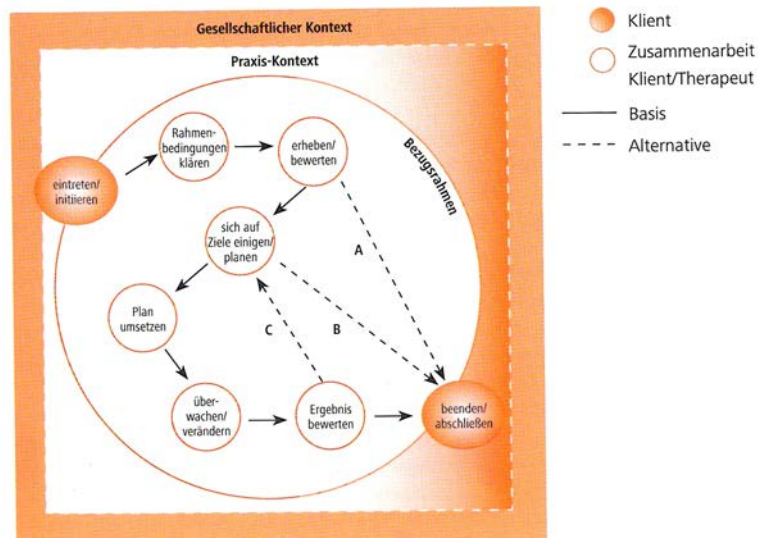 Gesellschaftlicher Kontext
Praxis-Kontext
Bezugsrahmen
eintreten/
initiieren
Rahmen-
bedingungen
klären
erheben/
bewerten
sich auf
Ziele einigen/
planen
Plan
umsetzen
über-
wachen/
verändern
Ergebnis
bewerten
beenden/
abschließen
A
B
C
Klient
Zusammenarbeit
Klient/Therapeut
Basis
Alternative